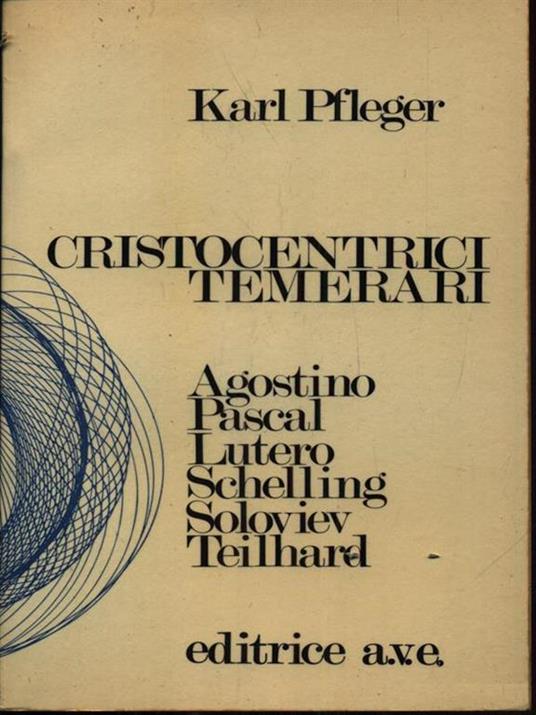 Karl Pfleger
CRISTOCENTRICI
TEMERARI
Agostino
Pascal
Lutero
Schelling
Soloviev
Teilhard
editrice a.v.e.